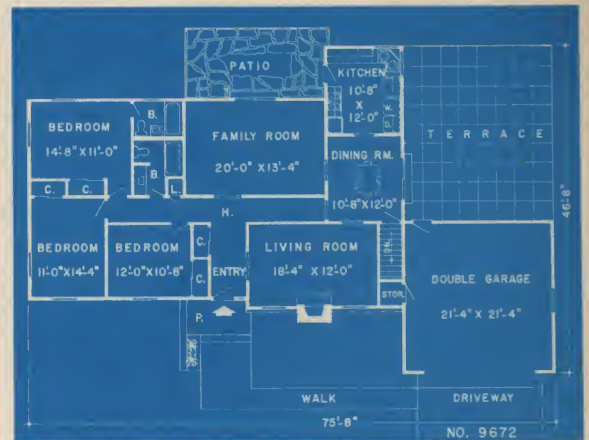 PATIO
KITCHEN
10'-8"
X
12'-0"
B.
BEDROOM
14'-8" X 11'-0"
FAMILY ROOM
20'-0" X 13'-4"
TERRACE
DINING RM.
10'-8" X 12'-0"
B.
C.
C.
L.
H.
46'-8"
BEDROOM
11'-0" X 14'-4"
BEDROOM
12'-0" X 10'-8"
C.
C.
ENTRY
LIVING ROOM
18'-4" X 12'-0"
DN.
STOR.
DOUBLE GARAGE
21'-4" X 21'-4"
P.
WALK
DRIVEWAY
75'-8"
NO. 9672